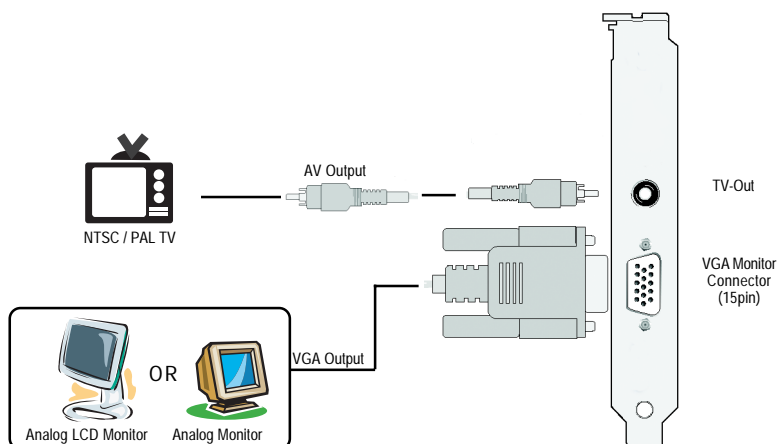 AV Output
TV-Out
NTSC / PAL TV
VGA Monitor
Connector
(15pin)
VGA Output
OR
Analog LCD Monitor
Analog Monitor